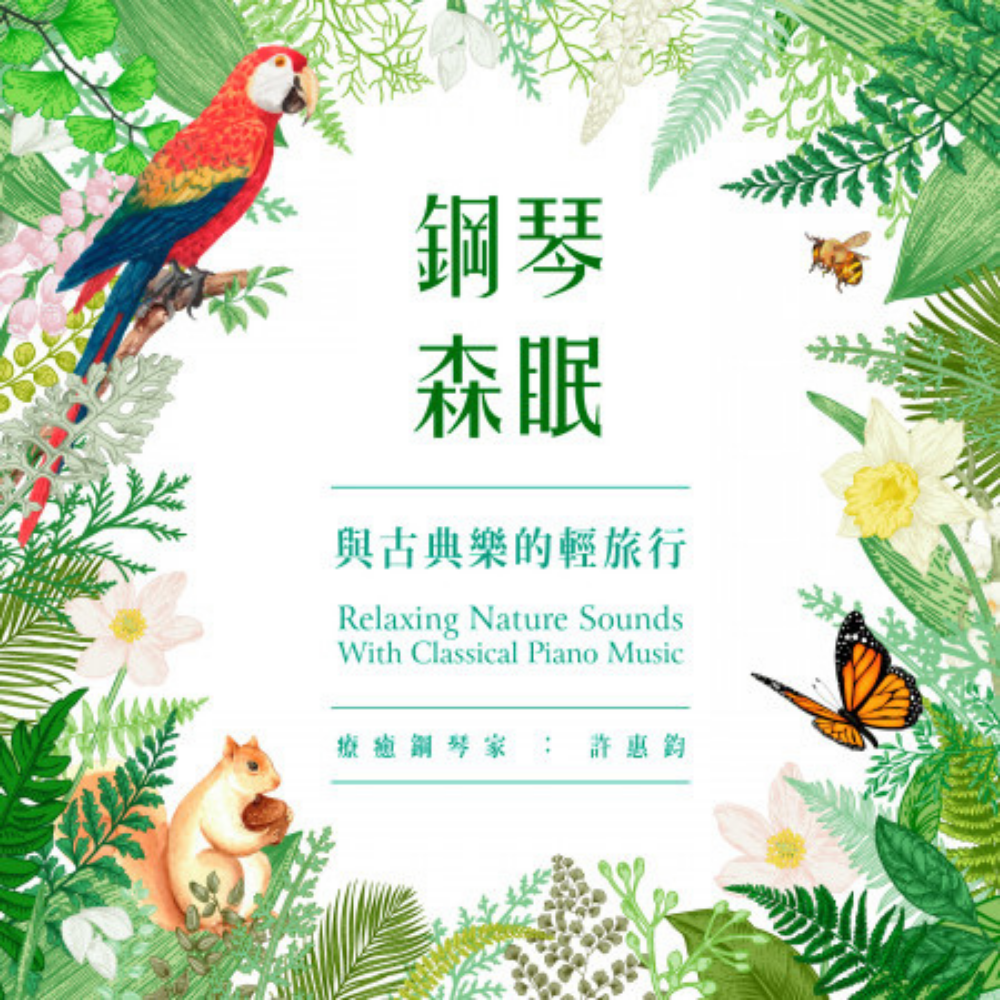 鋼琴
森眠
與古典樂的輕旅行
Relaxing Nature Sounds
With Classical Piano Music
療癒鋼琴家：許惠鈞